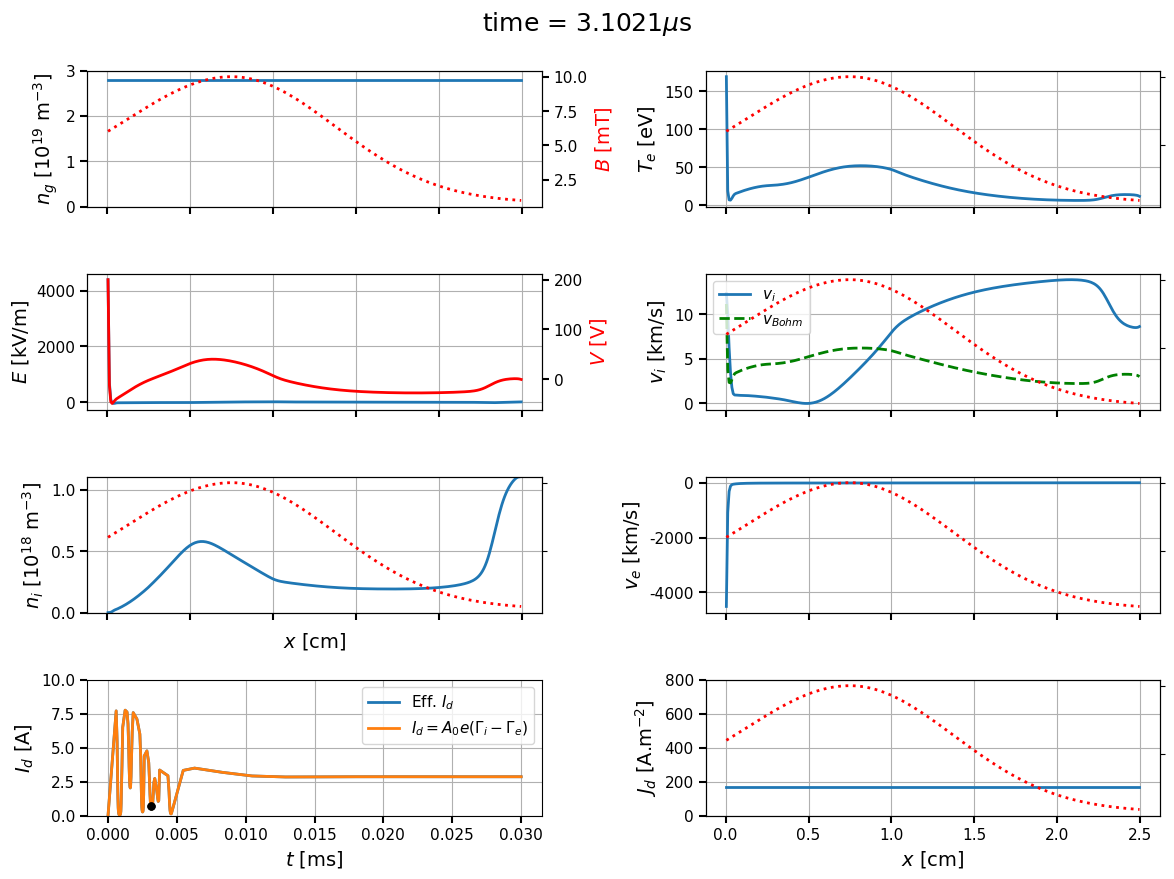 time = 3.1021μs
n_g [10^19 m^-3]
3
2
1
0
10.0
7.5
5.0
2.5
B [mT]
T_e [eV]
150
100
50
0
E [kV/m]
4000
2000
0
200
100
0
V [V]
v_i [km/s]
10
5
0
v_i
v_Bohm
n_i [10^18 m^-3]
1.0
0.5
0.0
x [cm]
v_e [km/s]
0
-2000
-4000
I_d [A]
10.0
7.5
5.0
2.5
0.0
Eff. I_d
I_d = A_0e(Γ_i − Γ_e)
0.000 0.005 0.010 0.015 0.020 0.025 0.030
t [ms]
J_d [A.m^-2]
800
600
400
200
0
0.0 0.5 1.0 1.5 2.0 2.5
x [cm]